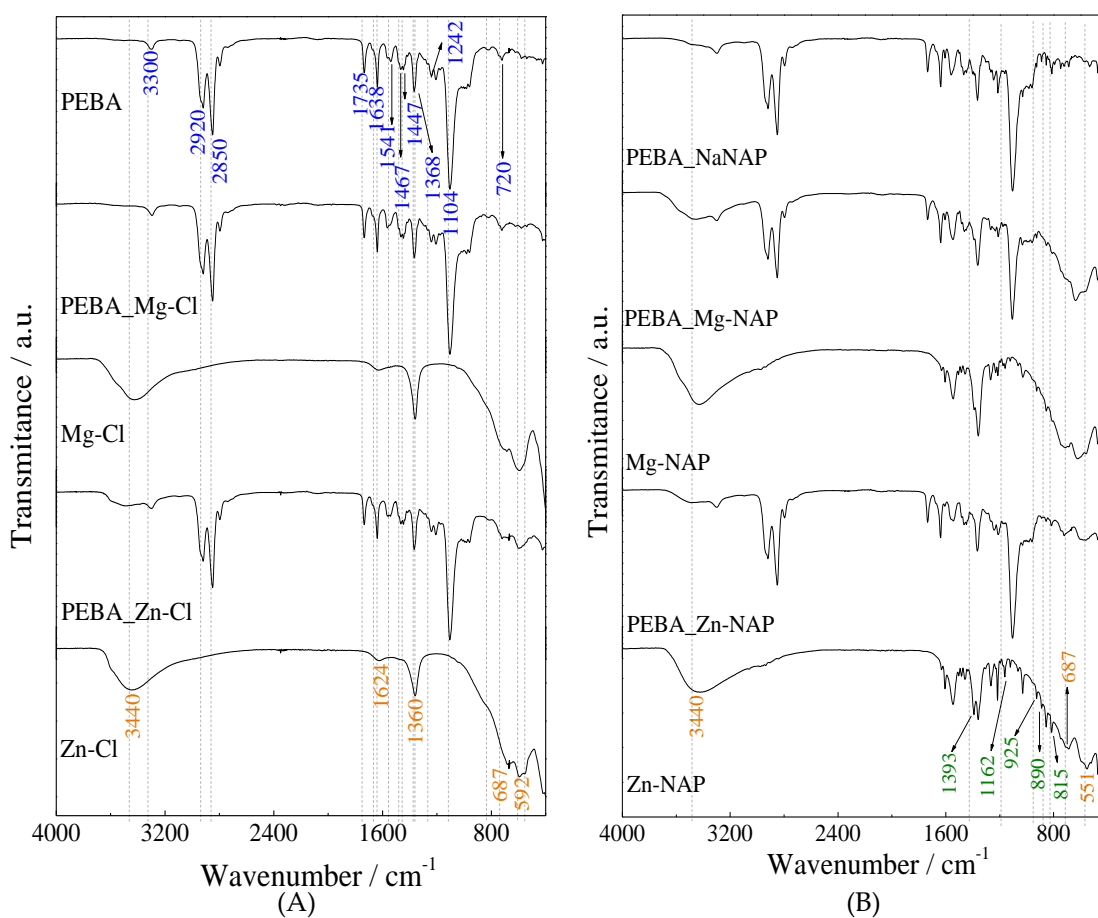 Transmitance / a.u.
PEBA
3300
2920
2850
1735
1638
1541
1467
1447
1368
1242
1104
720
PEBA_Mg-Cl
Mg-Cl
PEBA_Zn-Cl
Zn-Cl
3440
1624
1360
687
592
4000 3200 2400 1600 800
Wavenumber / cm⁻¹
(A)
Transmitance / a.u.
PEBA_NaNAP
PEBA_Mg-NAP
Mg-NAP
PEBA_Zn-NAP
Zn-NAP
3440
1393
1162
925
890
815
687
551
4000 3200 2400 1600 800
Wavenumber / cm⁻¹
(B)